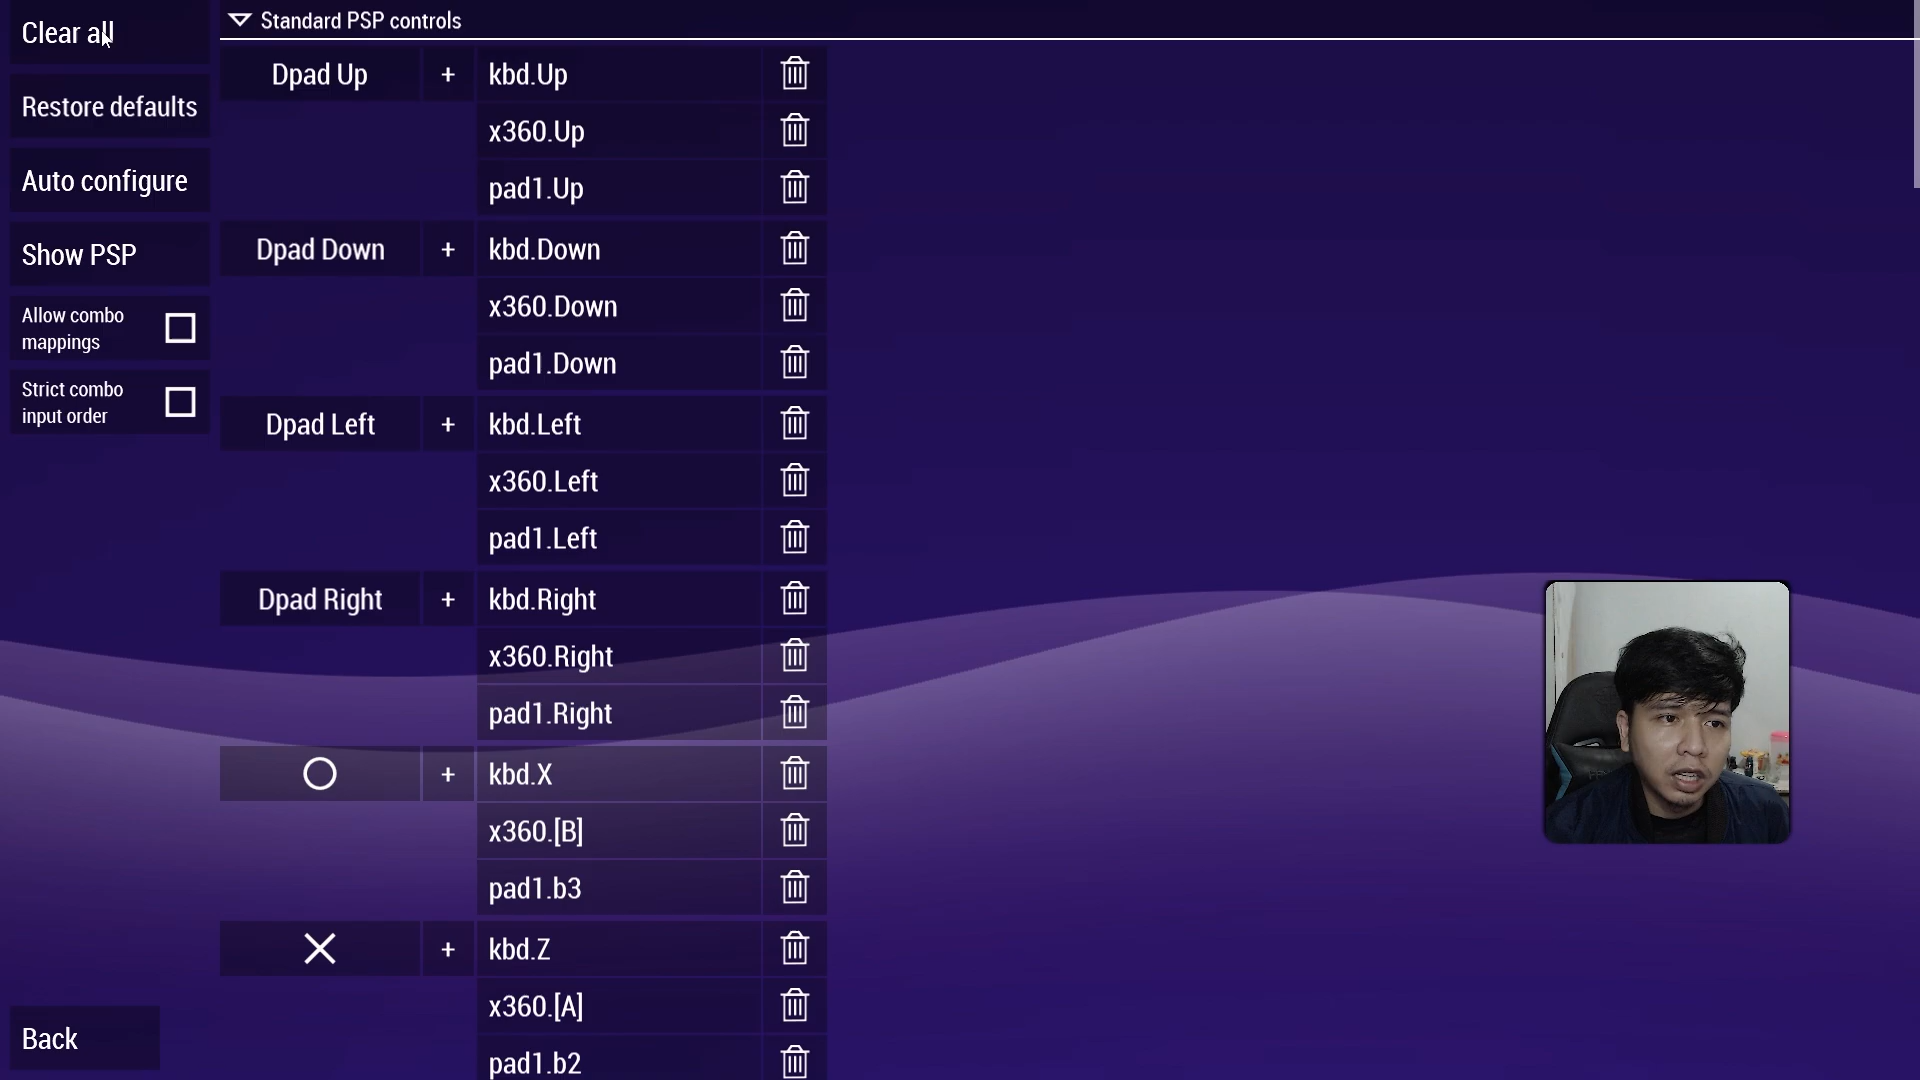 Clear all
Restore defaults
Auto configure
Show PSP
Allow combo
mappings
Strict combo
input order
Back
Standard PSP controls
Dpad Up + kbd.Up
x360.Up
pad1.Up
Dpad Down + kbd.Down
x360.Down
pad1.Down
Dpad Left + kbd.Left
x360.Left
pad1.Left
Dpad Right + kbd.Right
x360.Right
pad1.Right
+ kbd.X
x360.[B]
pad1.b3
+ kbd.Z
x360.[A]
pad1.b2